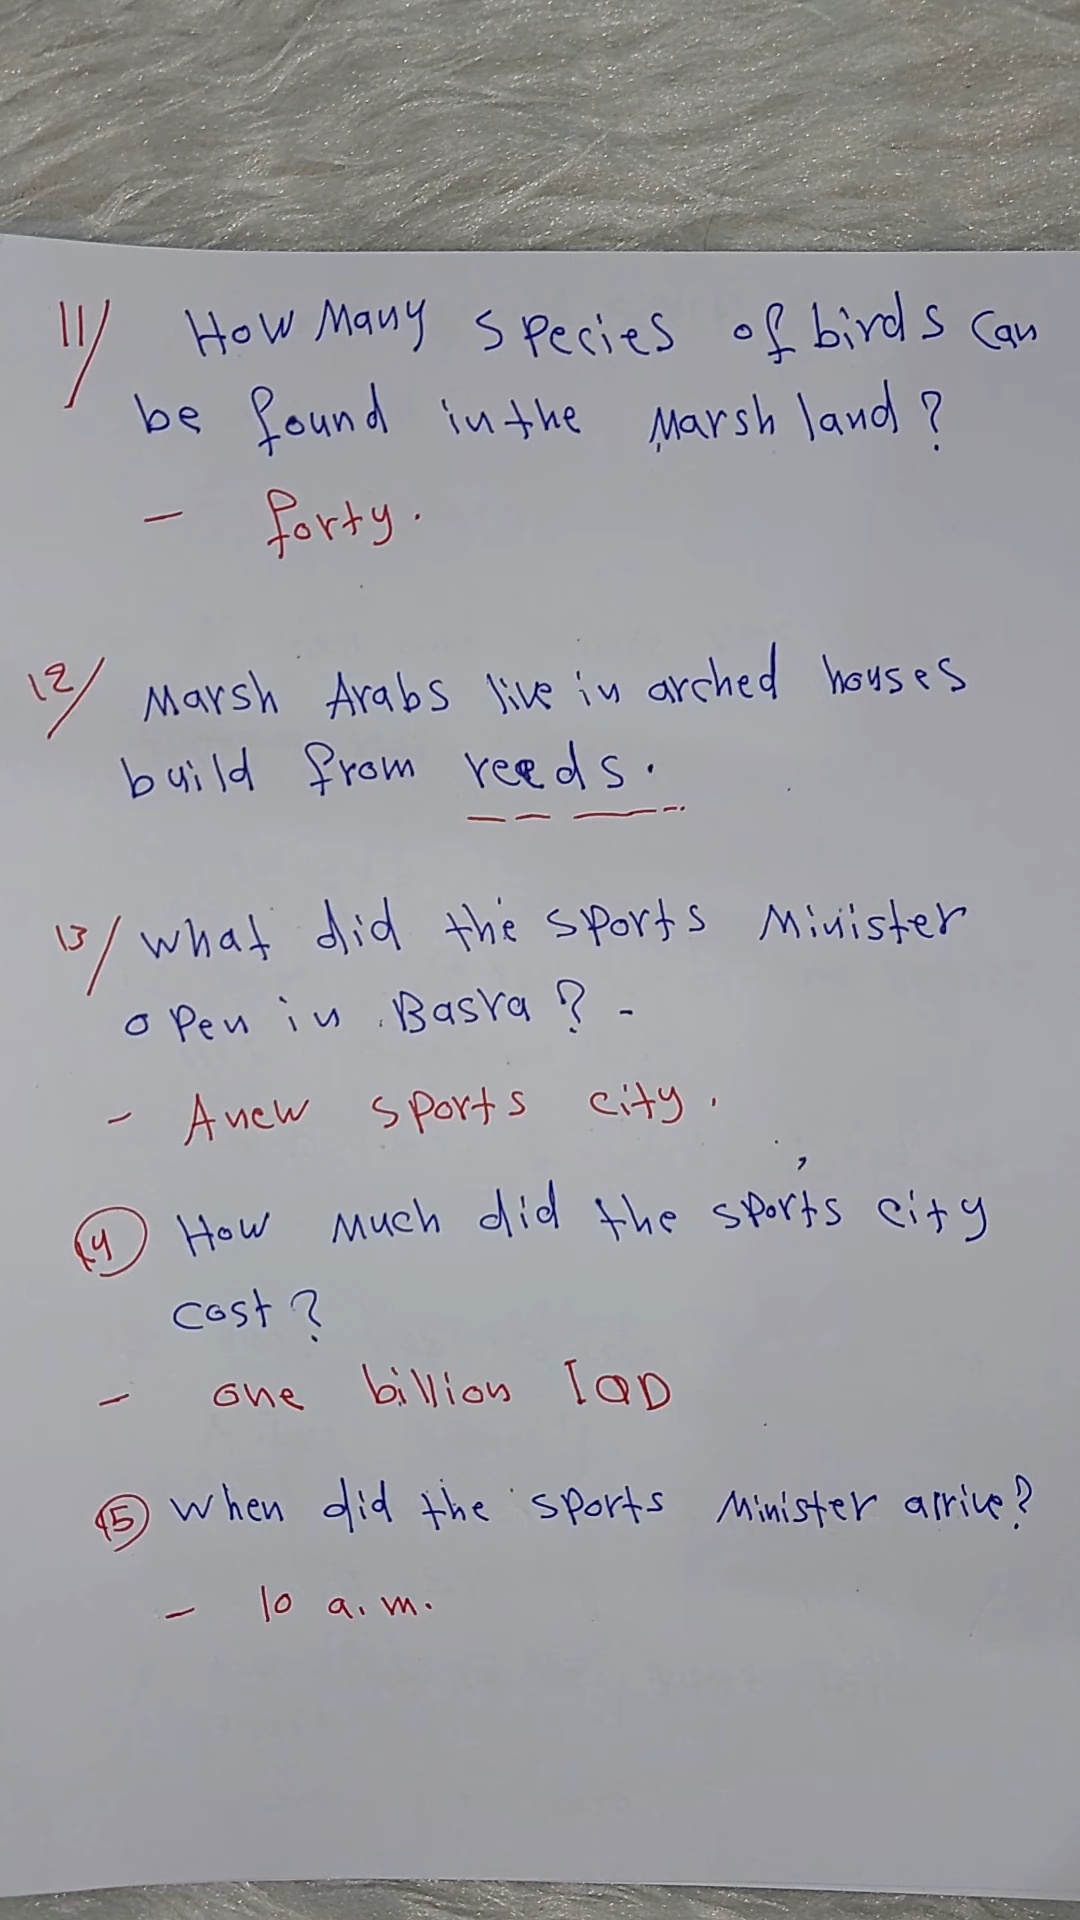 11/ How Many species of birds can
be found in the Marsh land?
- forty.
12/ Marsh Arabs live in arched houses
build from reeds.
13/ what did the sports Minister
open in Basra? -
- A new sports city.
14 How much did the sports city
cost?
- one billion IQD
15 When did the sports Minister arrive?
- 10 a.m.